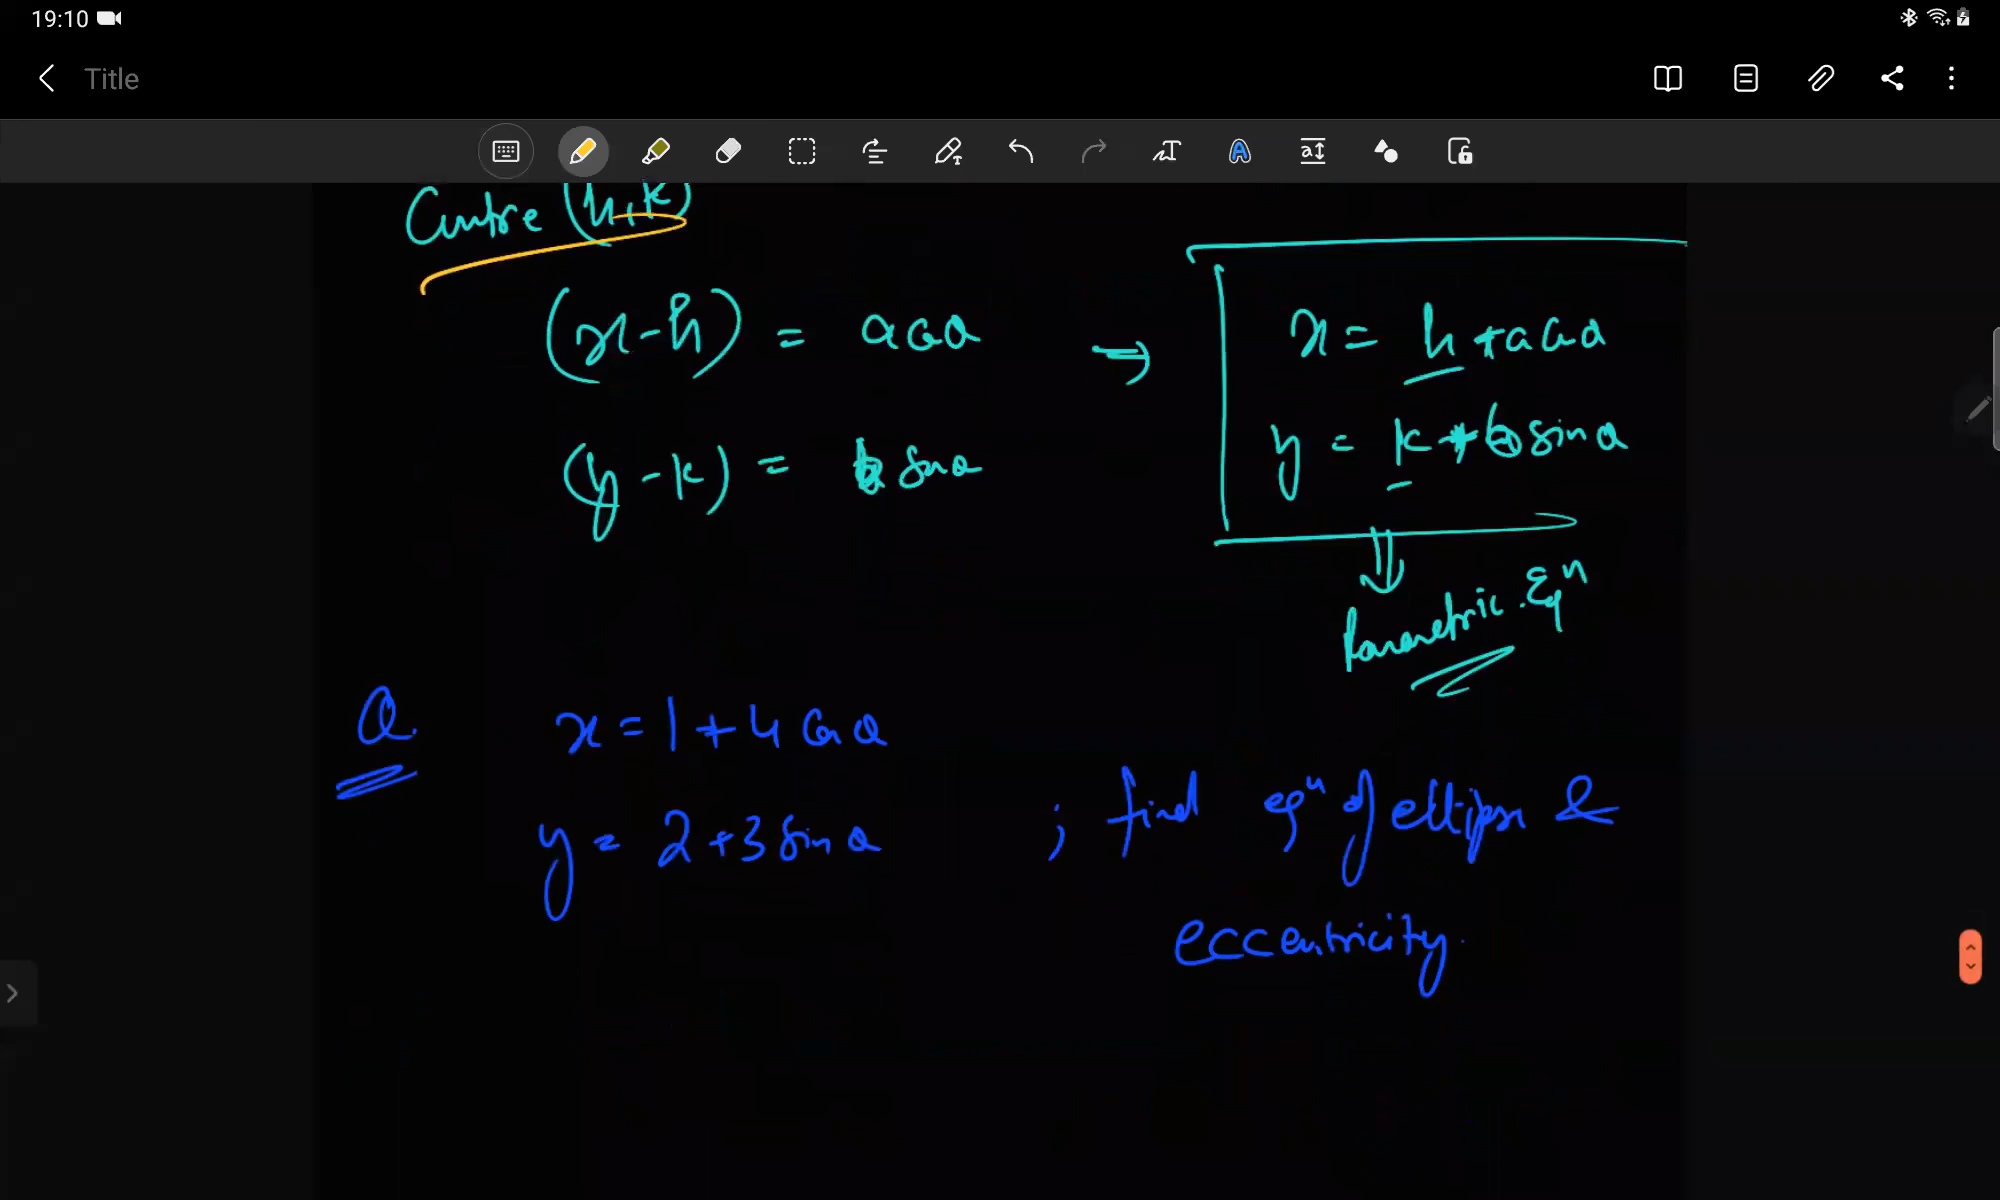 19:10
Title
Centre (h,k)
(x-h) = a cos θ → x = h + a cos θ
(y-k) = b sin θ
y = k + b sin θ
Parametric. Eqⁿ
Q. x = 1 + 4 cos θ
y = 2 + 3 sin θ ; find eqⁿ of ellipse &
eccentricity.